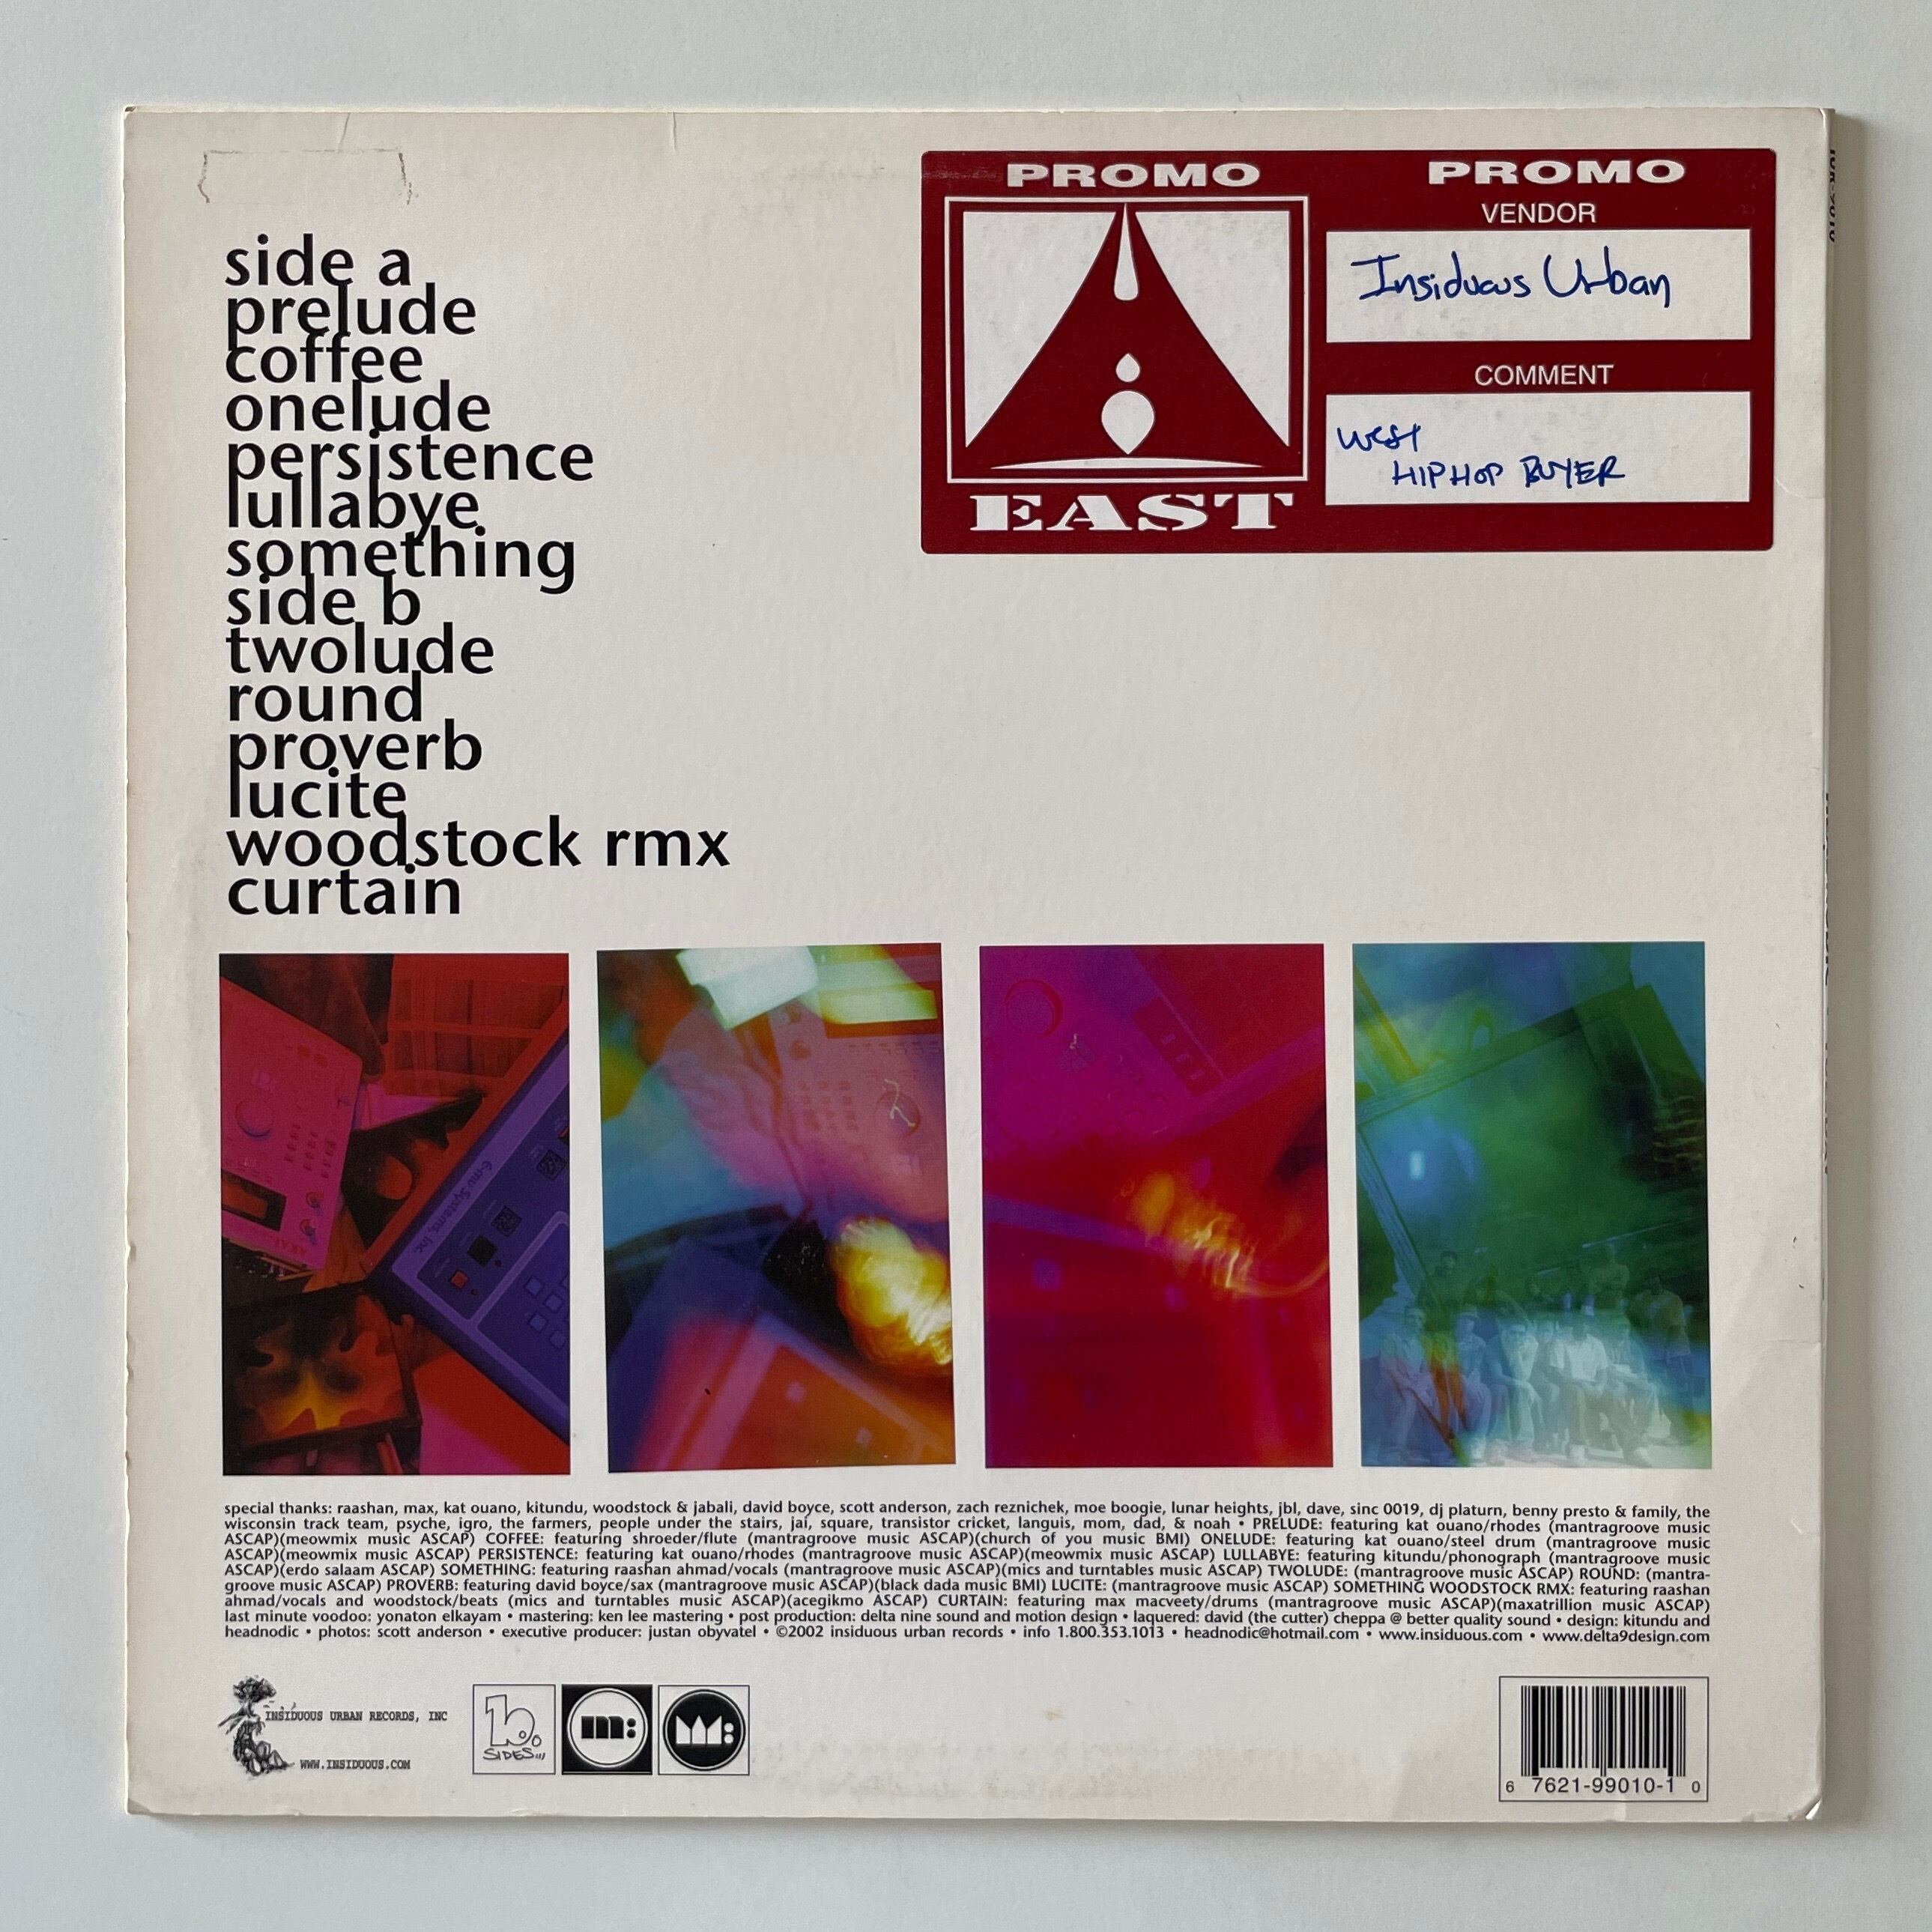 PROMO
EAST
PROMO
VENDOR
Insiduous Urban
COMMENT
West
HIPHOP BUYER
side a
prelude
coffee
onelude
persistence
lullabye
something
side b
twolude
round
proverb
lucite
woodstock rmx
curtain
e-mu Systems, Inc.
AKAI
special thanks: raashan, max, kat ouano, kitundu, woodstock & jabali, david boyce, scott anderson, zach reznichek, moe boogie, lunar heights, jbl, dave, sinc 0019, dj platurn, benny presto & family, the
wisconsin track team, psyche, igro, the farmers, people under the stairs, jai, square, transistor cricket, languis, mom, dad, & noah • PRELUDE: featuring kat ouano/rhodes (mantragroove music
ASCAP)(meowmix music ASCAP) COFFEE: featuring shroeder/flute (mantragroove music ASCAP)(church of you music BMI) ONELUDE: featuring kat ouano/steel drum (mantragroove music
ASCAP)(meowmix music ASCAP) PERSISTENCE: featuring kat ouano/rhodes (mantragroove music ASCAP)(meowmix music ASCAP) LULLABYE: featuring kitundu/phonograph (mantragroove music
ASCAP)(erdo salaam ASCAP) SOMETHING: featuring raashan ahmad/vocals (mantragroove music ASCAP)(mics and turntables music ASCAP) TWOLUDE: (mantragroove music ASCAP) ROUND: (mantra-
groove music ASCAP) PROVERB: featuring david boyce/sax (mantragroove music ASCAP)(black dada music BMI) LUCITE: (mantragroove music ASCAP) SOMETHING WOODSTOCK RMX: featuring raashan
ahmad/vocals and woodstock/beats (mics and turntables music ASCAP)(acegikmo ASCAP) CURTAIN: featuring max macveety/drums (mantragroove music ASCAP)(maxatrillion music ASCAP)
last minute voodoo: yonaton elkayam • mastering: ken lee mastering • post production: delta nine sound and motion design • laquered: david (the cutter) cheppa @ better quality sound • design: kitundu and
headnodic • photos: scott anderson • executive producer: justan obyvatel • ©2002 insiduous urban records • info 1.800.353.1013 • headnodic@hotmail.com • www.insiduous.com • www.delta9design.com
INSIDUOUS URBAN RECORDS, INC
WWW.INSIDUOUS.COM
b.
SIDES
m:
6 76 21-99010-1 0